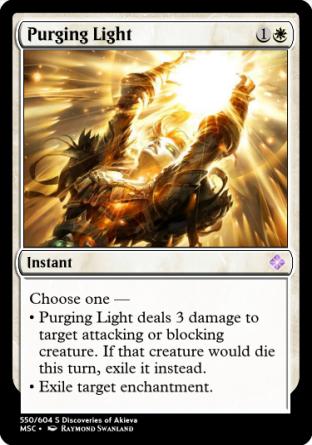 Purging Light 1
Instant
Choose one —
• Purging Light deals 3 damage to
target attacking or blocking
creature. If that creature would die
this turn, exile it instead.
• Exile target enchantment.
550/604 S Discoveries of Akieva
MSC • Raymond Swanland